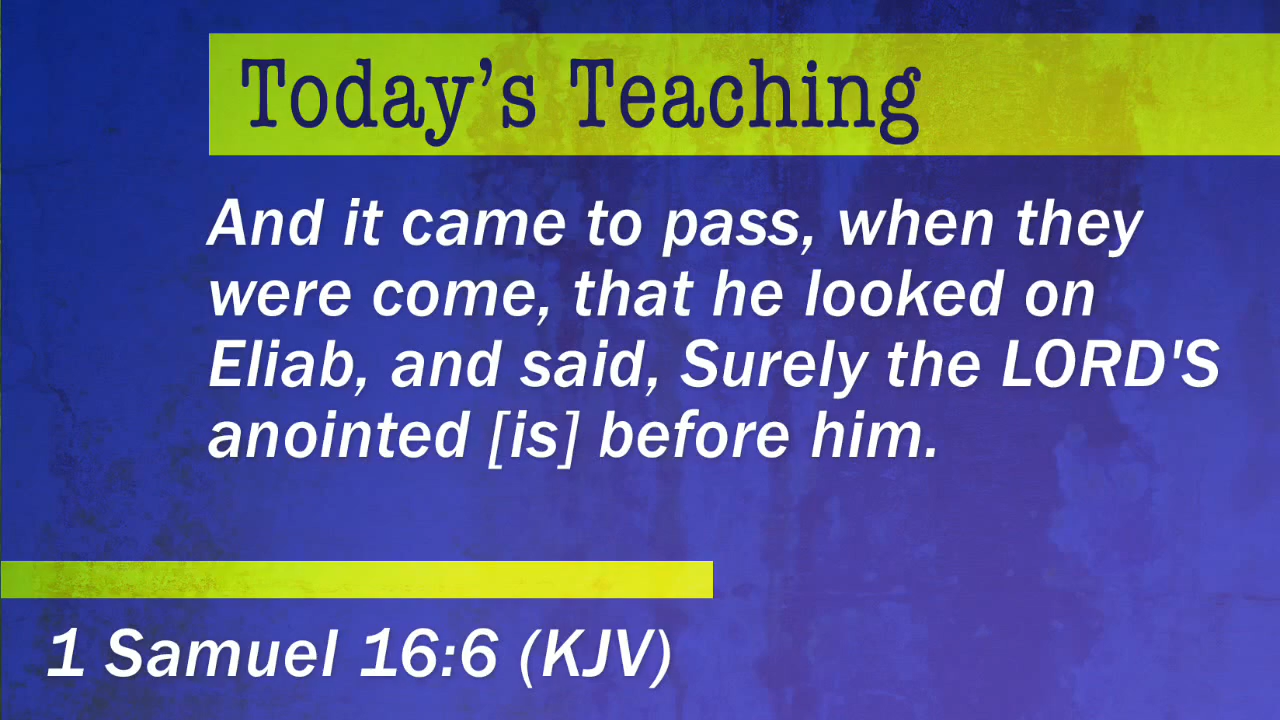 Today’s Teaching
And it came to pass, when they
were come, that he looked on
Eliab, and said, Surely the LORD'S
anointed [is] before him.
1 Samuel 16:6 (KJV)